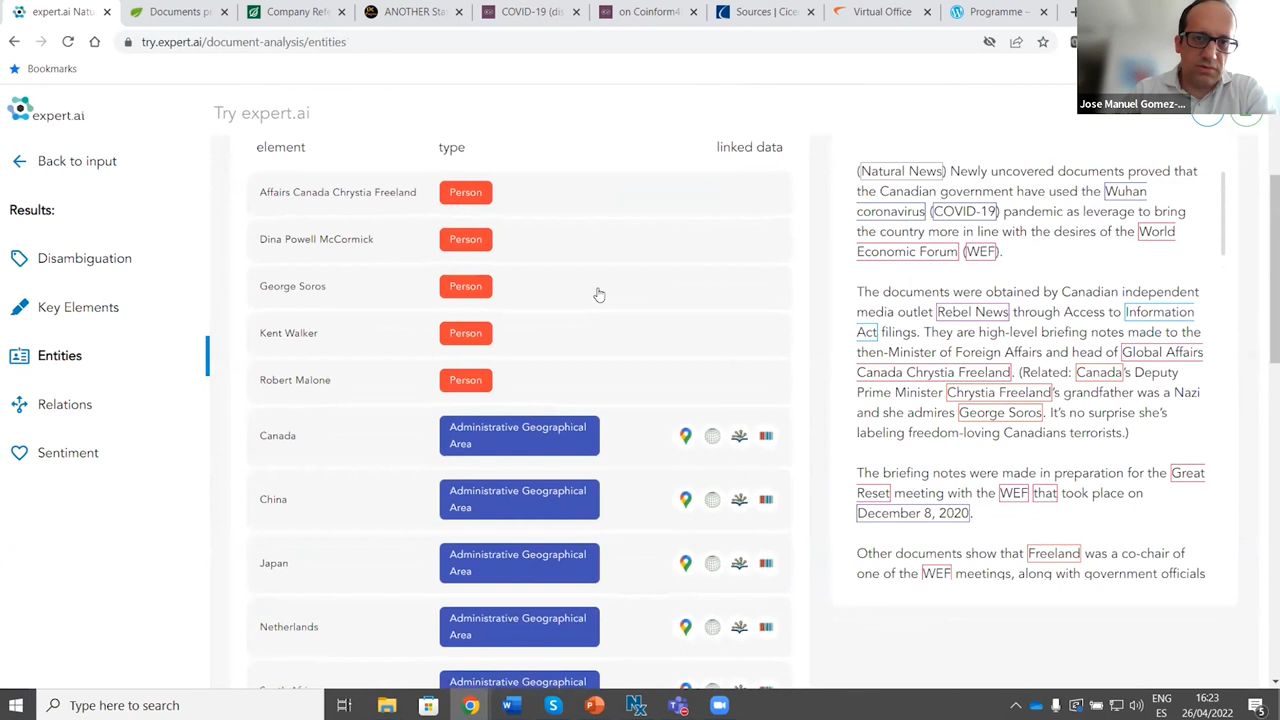 expert.ai Natu
Documents p
Company Refe
ANOTHER Sta
COVID-19 (dis
on Coinform4
Sources | Cice
Virtual Office
Programme –
try.expert.ai/document-analysis/entities
Bookmarks
Jose Manuel Gomez-...
expert.ai
Try expert.ai
Back to input
Results:
Disambiguation
Key Elements
Entities
Relations
Sentiment
element type linked data
Affairs Canada Chrystia Freeland Person
Dina Powell McCormick Person
George Soros Person
Kent Walker Person
Robert Malone Person
Canada Administrative Geographical
Area
China Administrative Geographical
Area
Japan Administrative Geographical
Area
Netherlands Administrative Geographical
Area
Administrative Geographical
(Natural News) Newly uncovered documents proved that
the Canadian government have used the Wuhan
coronavirus (COVID-19) pandemic as leverage to bring
the country more in line with the desires of the World
Economic Forum (WEF).
The documents were obtained by Canadian independent
media outlet Rebel News through Access to Information
Act filings. They are high-level briefing notes made to the
then-Minister of Foreign Affairs and head of Global Affairs
Canada Chrystia Freeland. (Related: Canada's Deputy
Prime Minister Chrystia Freeland's grandfather was a Nazi
and she admires George Soros. It's no surprise she's
labeling freedom-loving Canadians terrorists.)
The briefing notes were made in preparation for the Great
Reset meeting with the WEF that took place on
December 8, 2020.
Other documents show that Freeland was a co-chair of
one of the WEF meetings, along with government officials
Type here to search
ENG
ES
16:23
26/04/2022
5